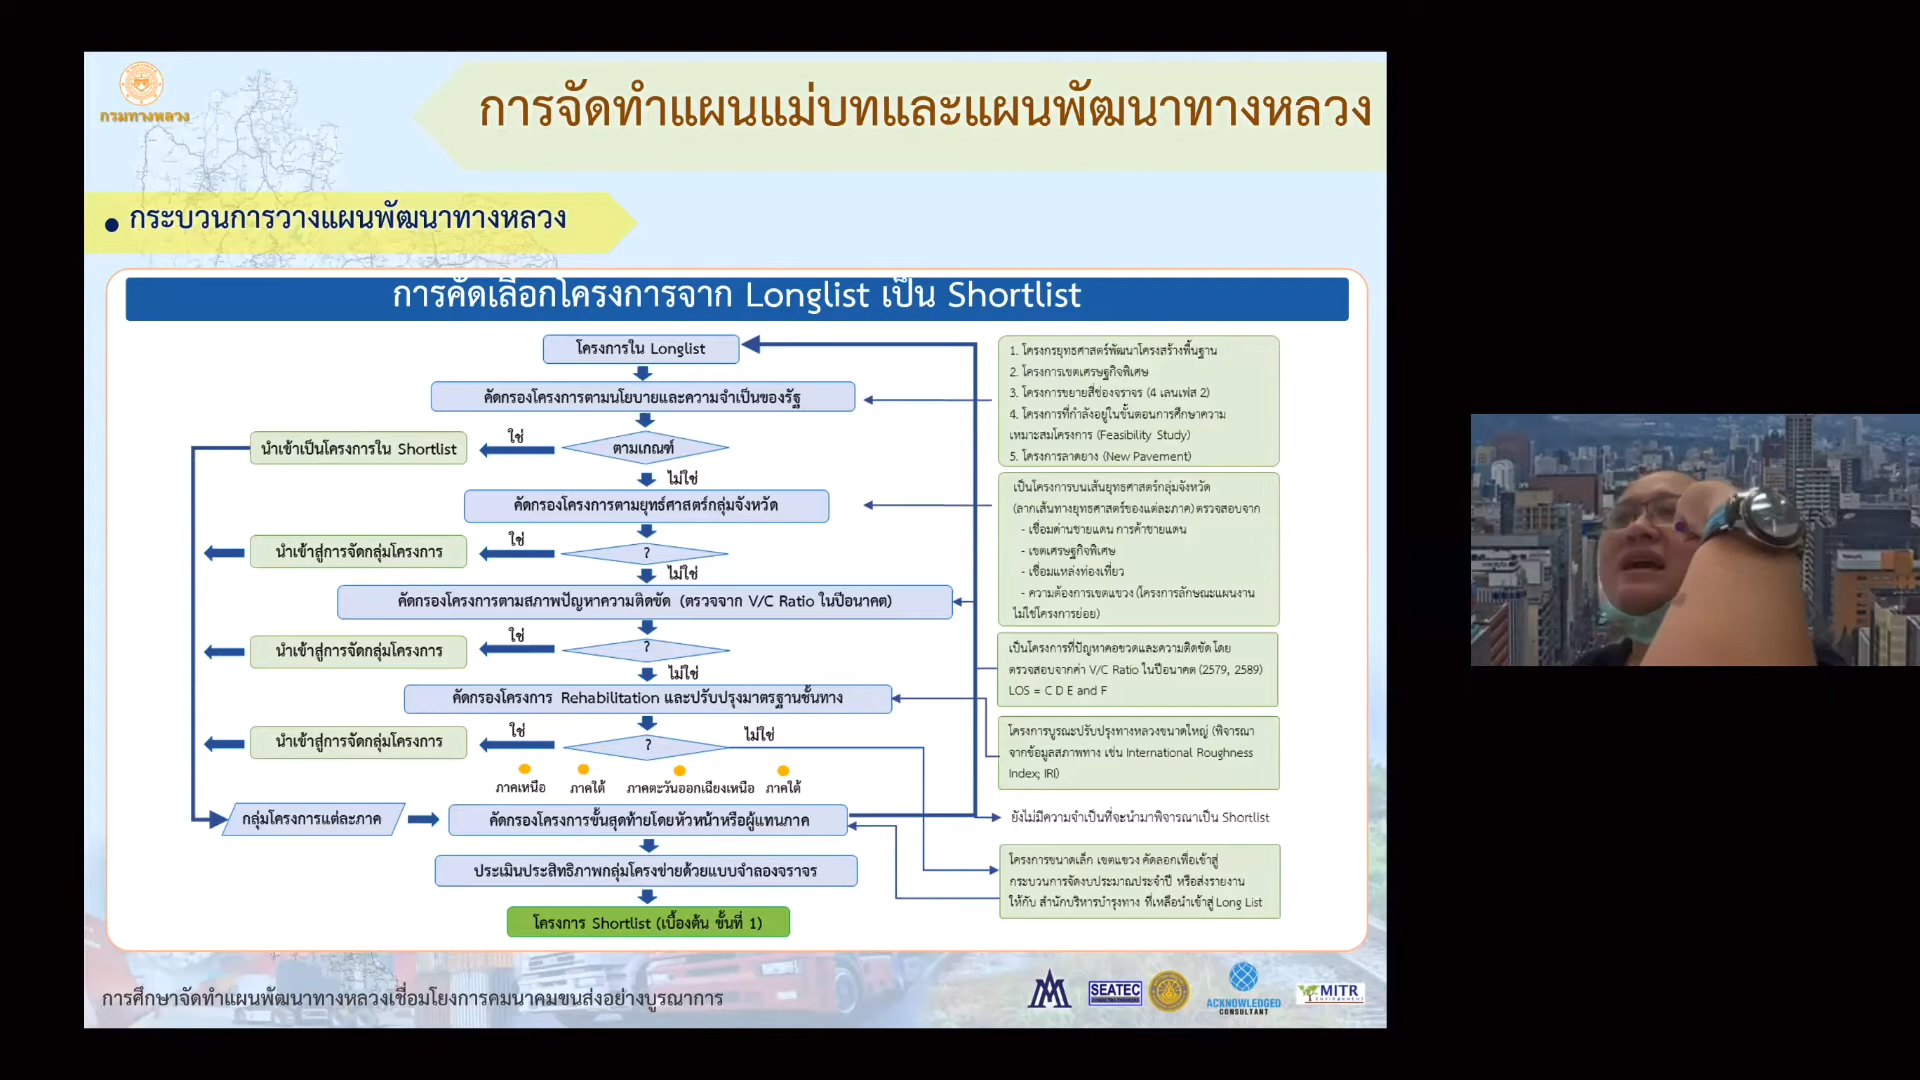 กรมทางหลวง
การจัดทำแผนแม่บทและแผนพัฒนาทางหลวง
• กระบวนการวางแผนพัฒนาทางหลวง
การคัดเลือกโครงการจาก Longlist เป็น Shortlist
โครงการใน Longlist
คัดกรองโครงการตามนโยบายและความจำเป็นของรัฐ
ตามเกณฑ์
ใช่
นำเข้าเป็นโครงการใน Shortlist
ไม่ใช่
คัดกรองโครงการตามยุทธ์ศาสตร์กลุ่มจังหวัด
?
ใช่
นำเข้าสู่การจัดกลุ่มโครงการ
ไม่ใช่
คัดกรองโครงการตามสภาพปัญหาความติดขัด (ตรวจจาก V/C Ratio ในปีอนาคต)
?
ใช่
นำเข้าสู่การจัดกลุ่มโครงการ
ไม่ใช่
คัดกรองโครงการ Rehabilitation และปรับปรุงมาตรฐานชั้นทาง
?
ใช่
นำเข้าสู่การจัดกลุ่มโครงการ
ไม่ใช่
ภาคเหนือ ภาคใต้ ภาคตะวันออกเฉียงเหนือ ภาคใต้
กลุ่มโครงการแต่ละภาค
คัดกรองโครงการขั้นสุดท้ายโดยหัวหน้าหรือผู้แทนภาค
ประเมินประสิทธิภาพกลุ่มโครงข่ายด้วยแบบจำลองจราจร
โครงการ Shortlist (เบื้องต้น ขั้นที่ 1)
1. โครงกรยุทธศาสตร์พัฒนาโครงสร้างพื้นฐาน
2. โครงการเขตเศรษฐกิจพิเศษ
3. โครงการขยายสี่ช่องจราจร (4 เลนเฟส 2)
4. โครงการที่กำลังอยู่ในขั้นตอนการศึกษาความ
เหมาะสมโครงการ (Feasibility Study)
5. โครงการลาดยาง (New Pavement)
เป็นโครงการบนเส้นยุทธศาสตร์กลุ่มจังหวัด
(ลากเส้นทางยุทธศาสตร์ของแต่ละภาค) ตรวจสอบจาก
- เชื่อมด่านชายแดน การค้าชายแดน
- เขตเศรษฐกิจพิเศษ
- เชื่อมแหล่งท่องเที่ยว
- ความต้องการเขตแขวง (โครงการลักษณะแผนงาน
ไม่ใช่โครงการย่อย)
เป็นโครงการที่ปัญหาคอขวดและความติดขัด โดย
ตรวจสอบจากค่า V/C Ratio ในปีอนาคต (2579, 2589)
LOS = C D E and F
โครงการบูรณะปรับปรุงทางหลวงขนาดใหญ่ (พิจารณา
จากข้อมูลสภาพทาง เช่น International Roughness
Index; IRI)
ยังไม่มีความจำเป็นที่จะนำมาพิจารณาเป็น Shortlist
โครงการขนาดเล็ก เขตแขวง คัดลอกเพื่อเข้าสู่
กระบวนการจัดงบประมาณประจำปี หรือส่งรายงาน
ให้กับ สำนักบริหารบำรุงทาง ที่เหลือนำเข้าสู่ Long List
การศึกษาจัดทำแผนพัฒนาทางหลวงเชื่อมโยงการคมนาคมขนส่งอย่างบูรณาการ
SEATEC
ACKNOWLEDGED
CONSULTANT
MITR